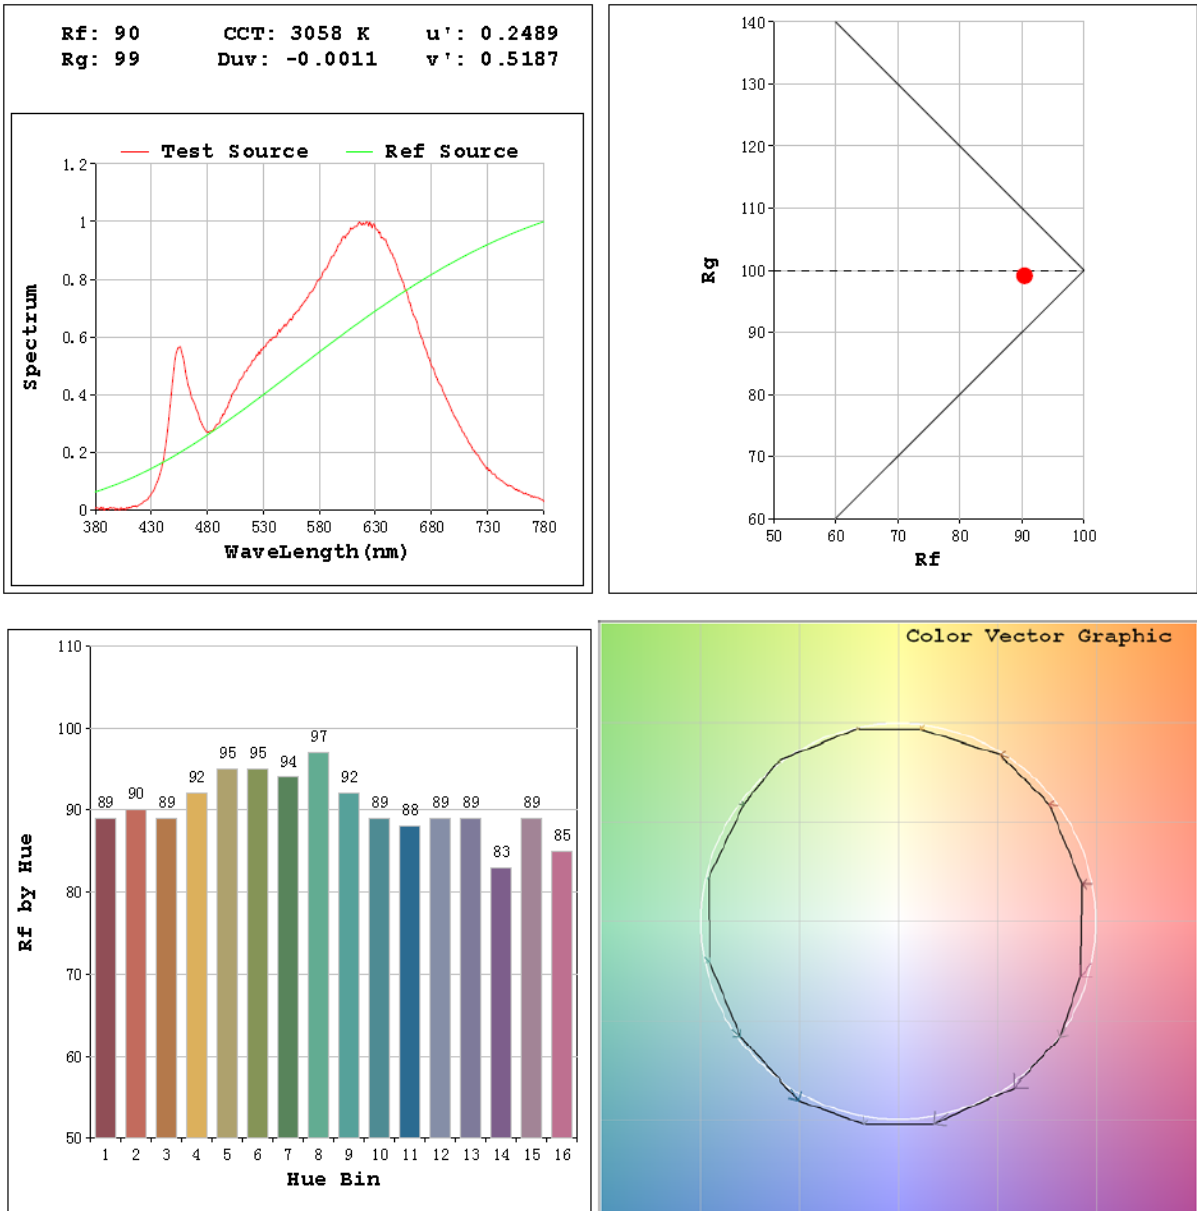 Rf: 90 CCT: 3058 K u': 0.2489
Rg: 99 Duv: -0.0011 v': 0.5187
Test Source Ref Source
1.2
1
0.8
0.6
0.4
0.2
0
Spectrum
380 430 480 530 580 630 680 730 780
WaveLength(nm)
140
130
120
110
100
90
80
70
60
Rg
50 60 70 80 90 100
Rf
110
100
90
80
70
60
50
Rf by Hue
89 90 89 92 95 95 94 97 92 89 88 89 89 83 89 85
1 2 3 4 5 6 7 8 9 10 11 12 13 14 15 16
Hue Bin
Color Vector Graphic